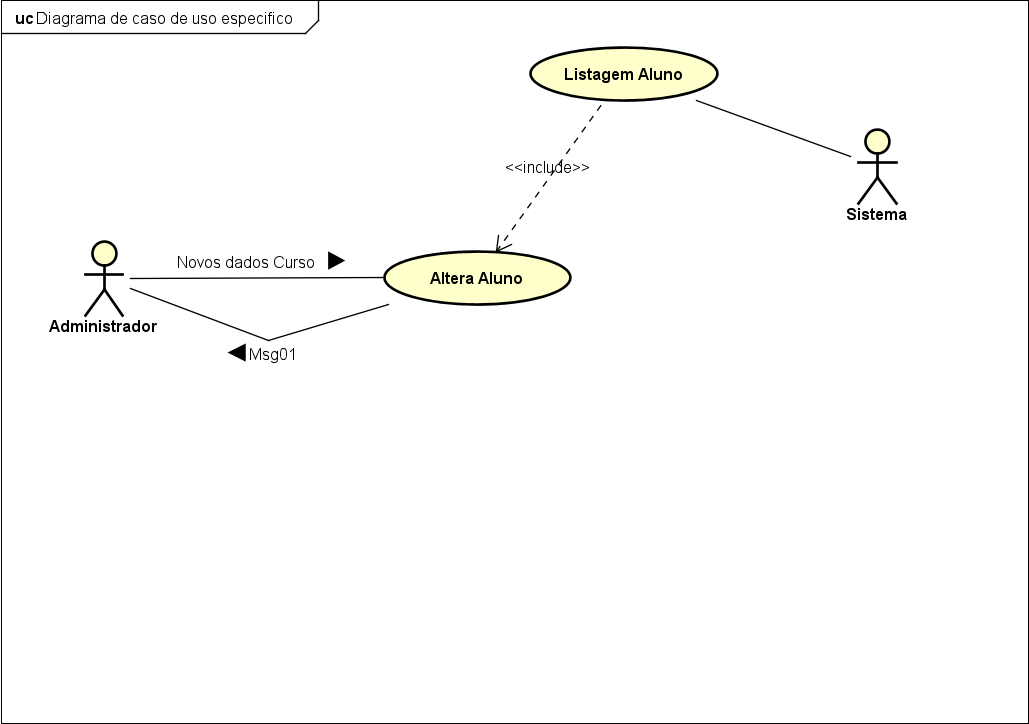 uc Diagrama de caso de uso especifico
Listagem Aluno
<<include>>
Sistema
Novos dados Curso
Altera Aluno
Administrador
Msg01